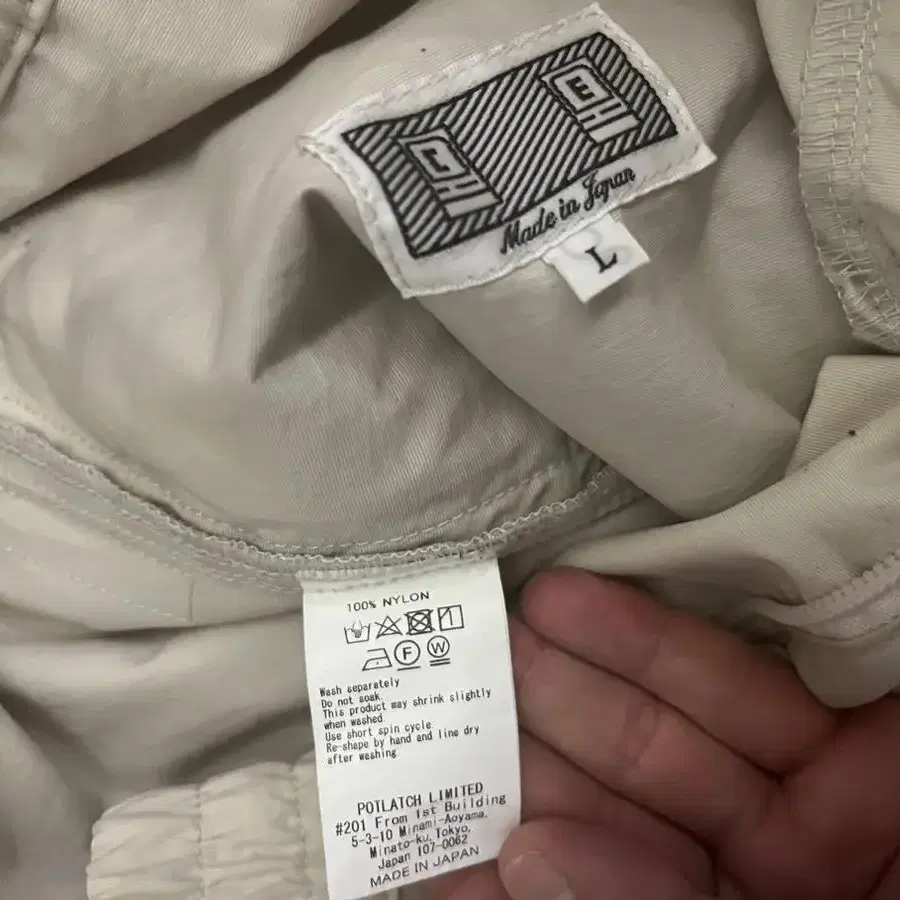 E
Made in Japan
L
100% NYLON
F W
Wash separately
Do not soak.
This product may shrink slightly
when washed.
Use short spin cycle.
Re-shape by hand and line dry
after washing.
POTLATCH LIMITED
#201 From 1st Building
5-3-10 Minami-Aoyama,
Minato-ku, Tokyo,
Japan 107-0062
MADE IN JAPAN